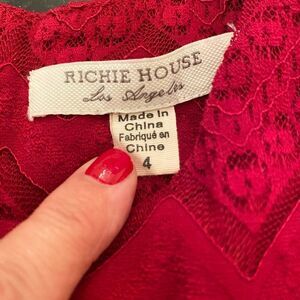 RICHIE HOUSE
Los Angeles
Made in
China
Fabriqué en
Chine
4